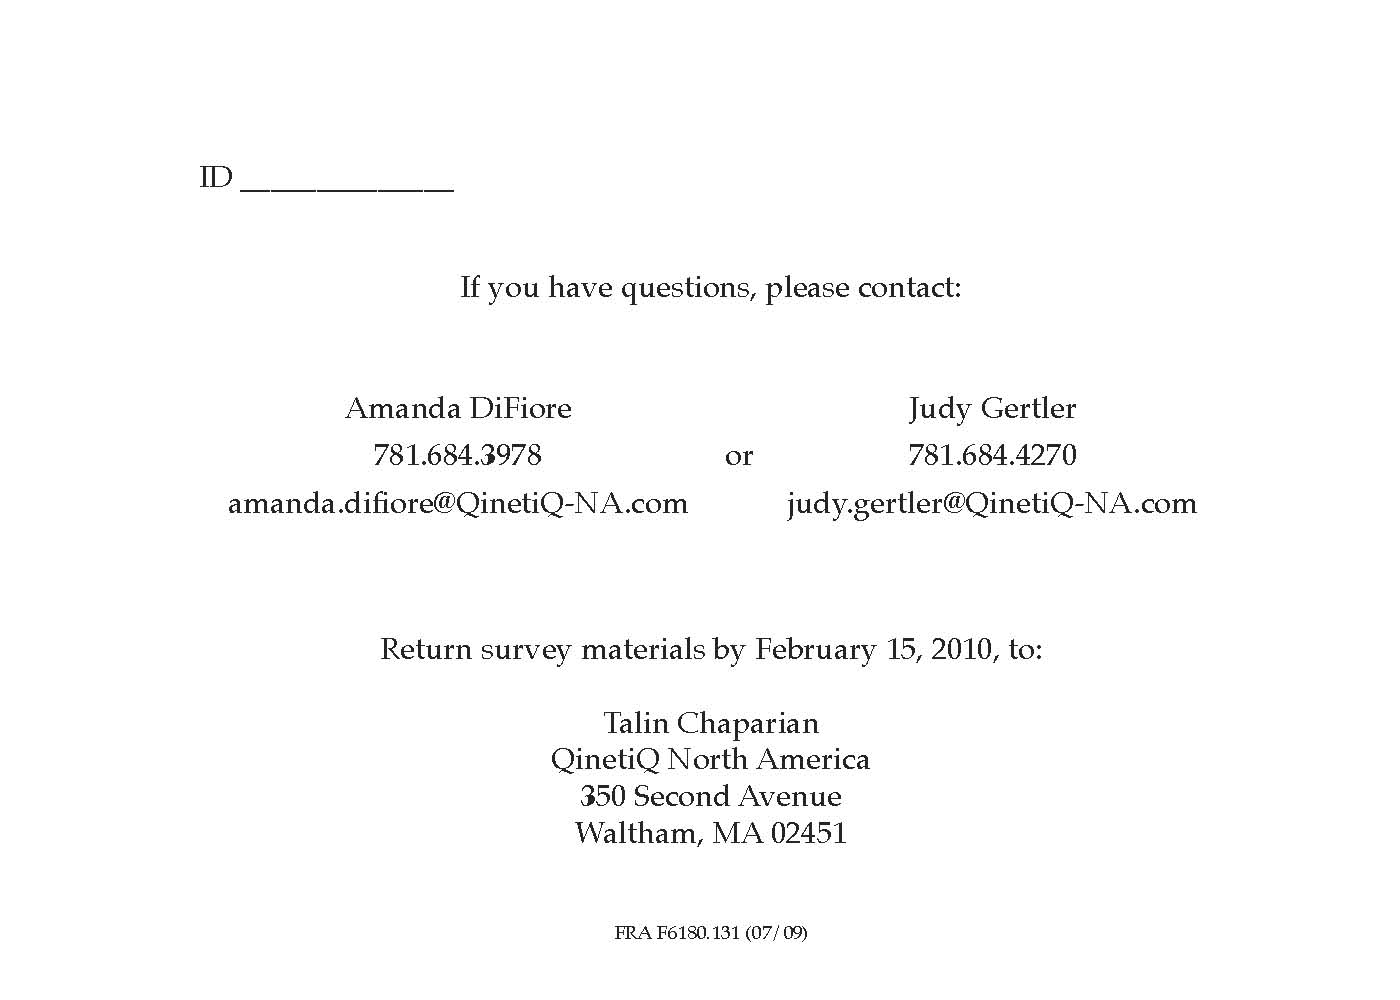 ID ______________
If you have questions, please contact:
Amanda DiFiore
781.684.3978
amanda.difiore@QinetiQ-NA.com
or
Judy Gertler
781.684.4270
judy.gertler@QinetiQ-NA.com
Return survey materials by February 15, 2010, to:
Talin Chaparian
QinetiQ North America
350 Second Avenue
Waltham, MA 02451
FRA F6180.131 (07/09)